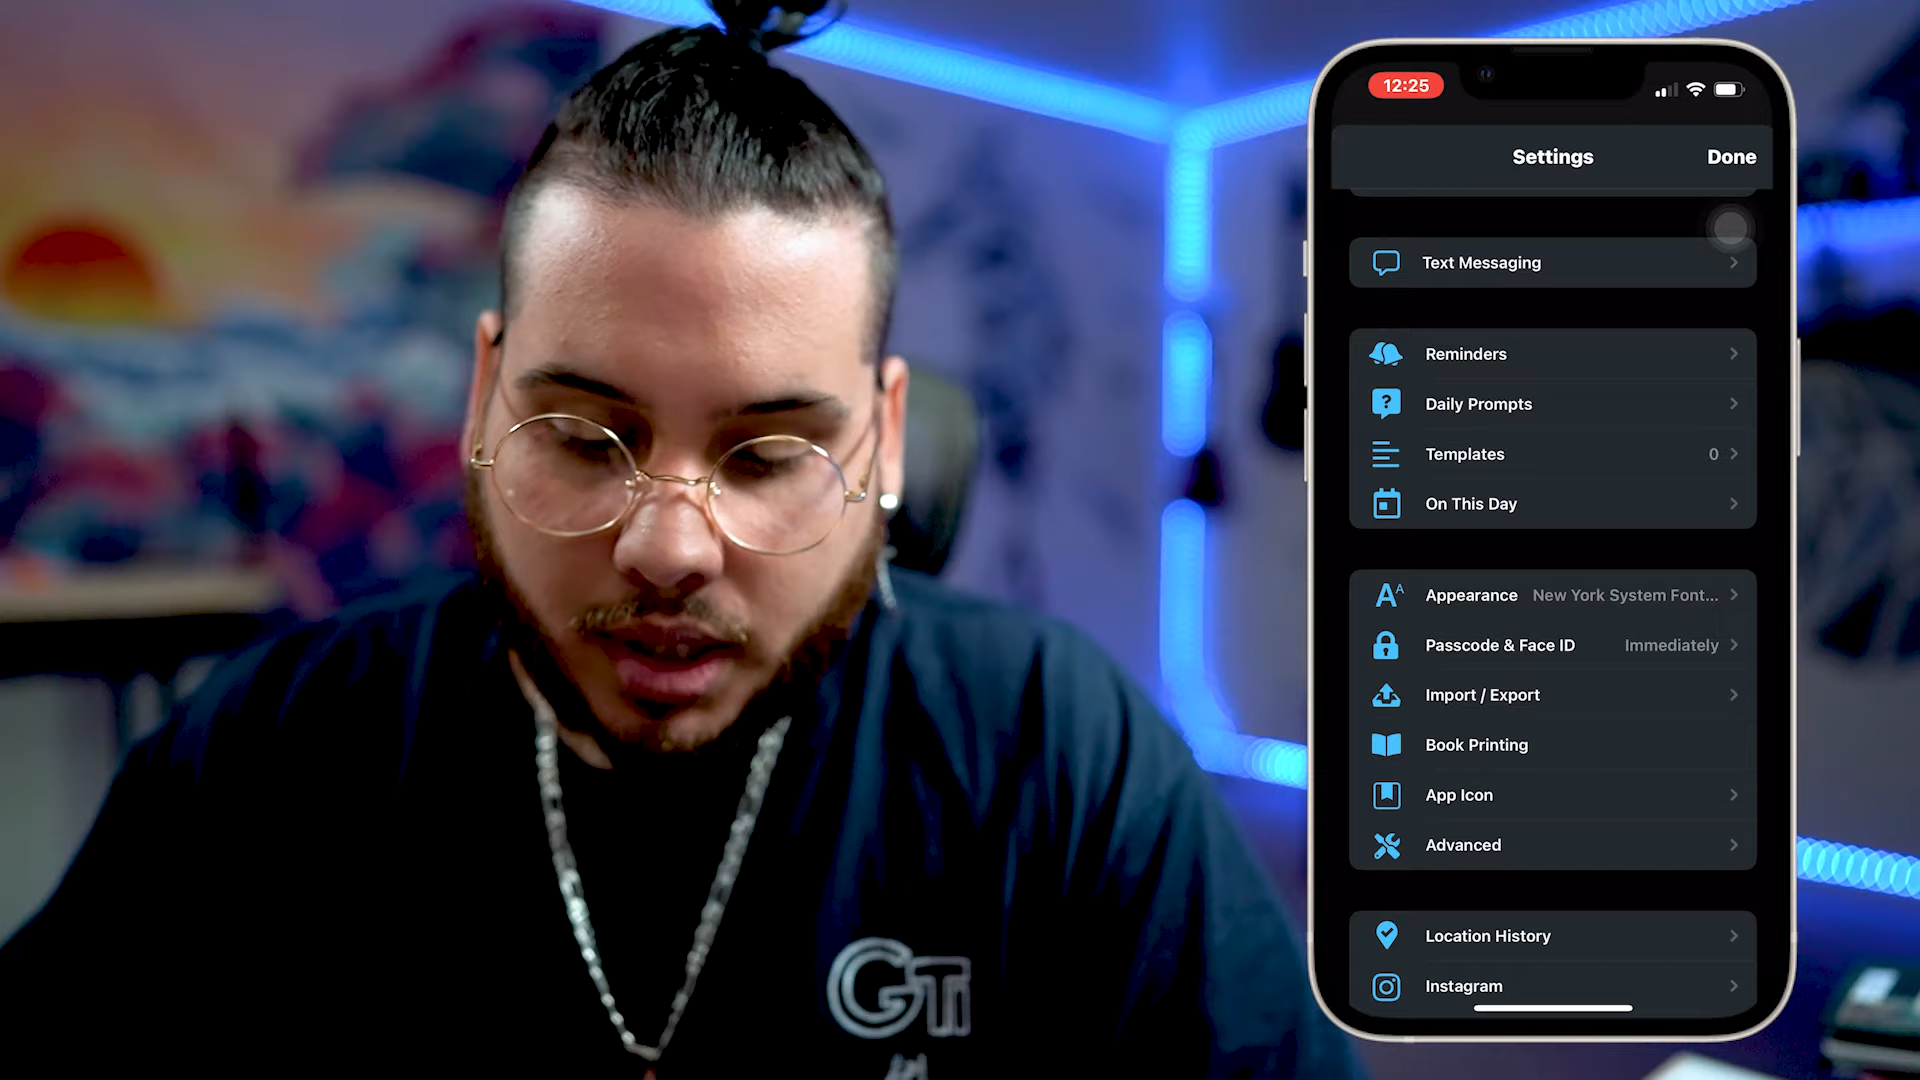 12:25
Settings
Done
Text Messaging
Reminders
Daily Prompts
Templates 0
On This Day
Appearance New York System Font...
Passcode & Face ID Immediately
Import / Export
Book Printing
App Icon
Advanced
Location History
Instagram
GTi